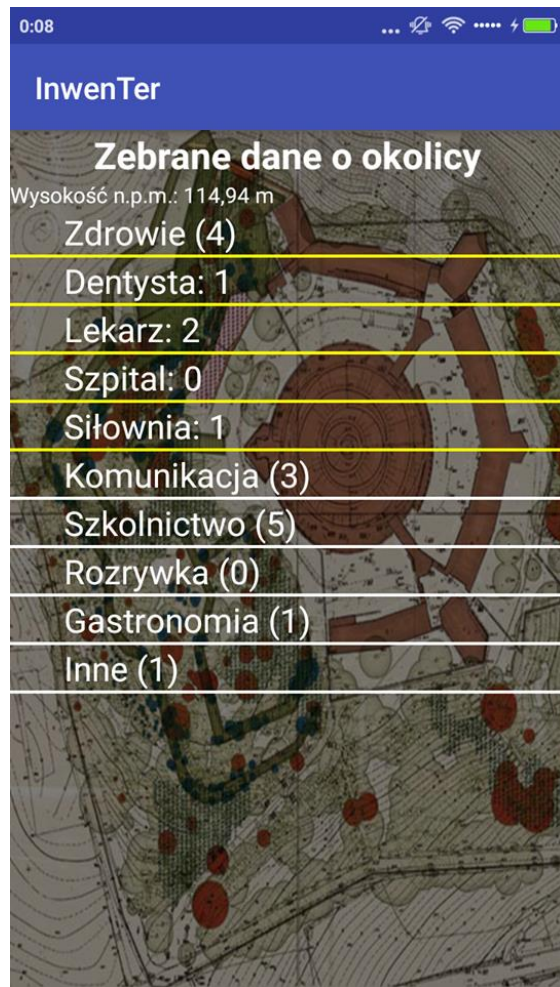 0:08
InwenTer
Zebrane dane o okolicy
Wysokość n.p.m.: 114,94 m
Zdrowie (4)
Dentysta: 1
Lekarz: 2
Szpital: 0
Siłownia: 1
Komunikacja (3)
Szkolnictwo (5)
Rozrywka (0)
Gastronomia (1)
Inne (1)